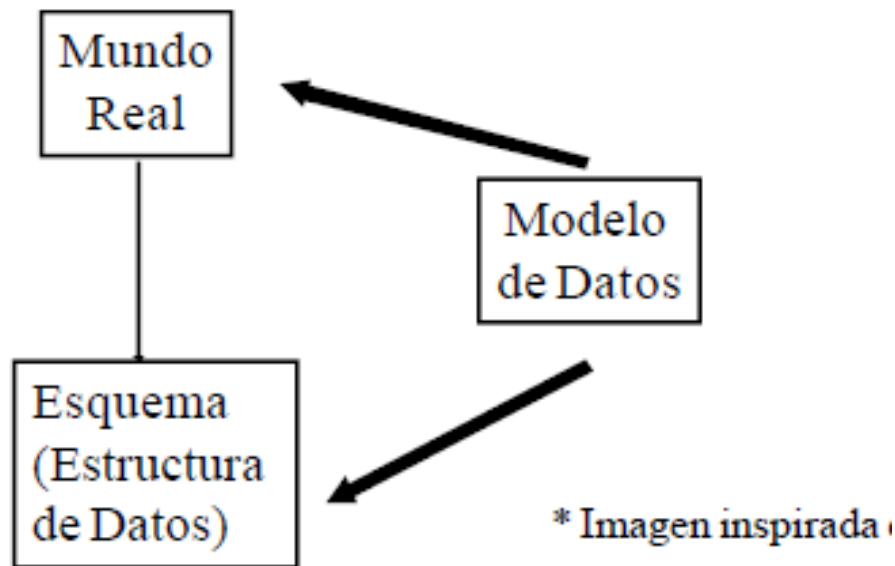 Mundo
Real
Modelo
de Datos
Esquema
(Estructura
de Datos)
* Imagen inspirada